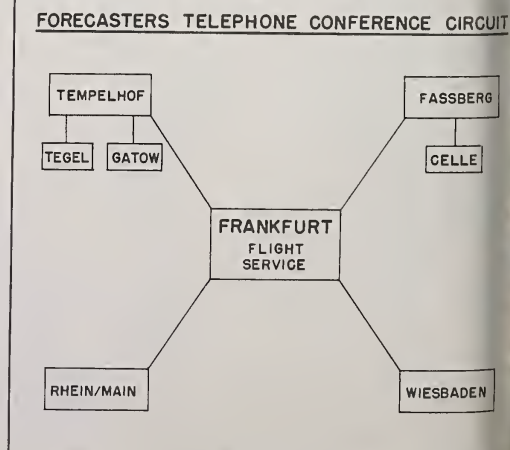 FORECASTERS TELEPHONE CONFERENCE CIRCUIT
TEMPELHOF
FASSBERG
TEGEL
GATOW
CELLE
FRANKFURT
FLIGHT
SERVICE
RHEIN/MAIN
WIESBADEN